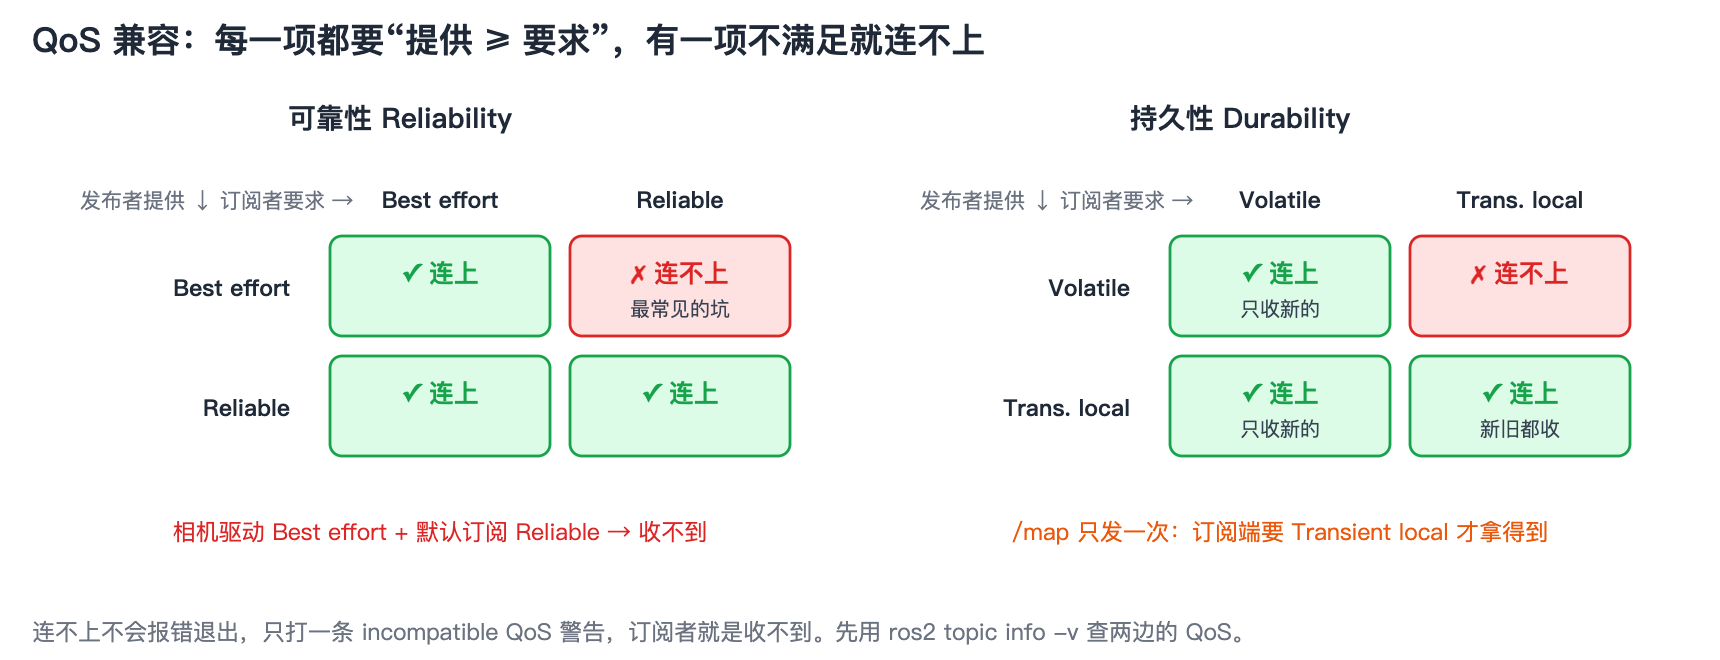 QoS 兼容：每一项都要“提供 ≥ 要求”，有一项不满足就连不上
可靠性 Reliability
发布者提供 ↓ 订阅者要求 →
Best effort
Reliable
Best effort
✓ 连上
✗ 连不上
最常见的坑
Reliable
✓ 连上
✓ 连上
相机驱动 Best effort + 默认订阅 Reliable → 收不到
持久性 Durability
发布者提供 ↓ 订阅者要求 →
Volatile
Trans. local
Volatile
✓ 连上
只收新的
✗ 连不上
Trans. local
✓ 连上
只收新的
✓ 连上
新旧都收
/map 只发一次：订阅端要 Transient local 才拿得到
连不上不会报错退出，只打一条 incompatible QoS 警告，订阅者就是收不到。先用 ros2 topic info –v 查两边的 QoS。